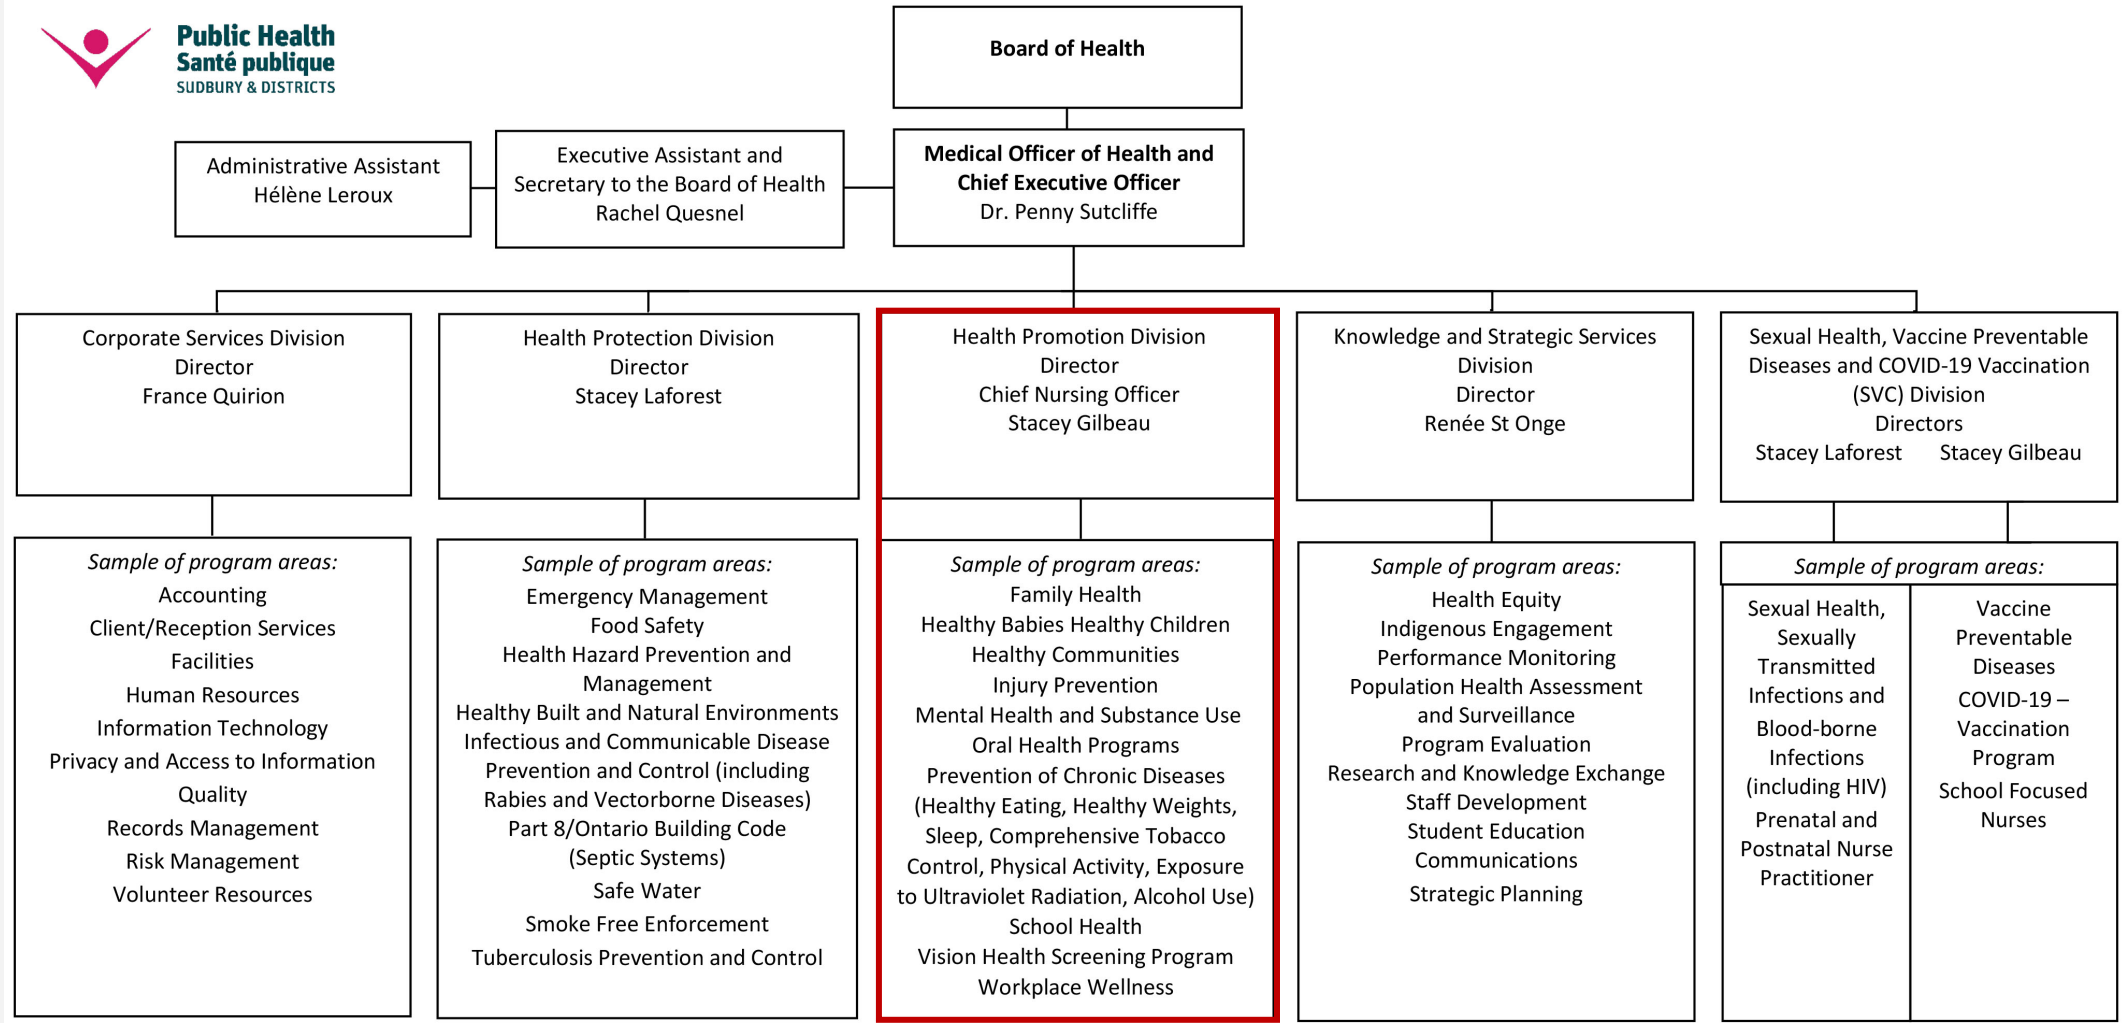 Public Health
Santé publique
SUDBURY & DISTRICTS
Board of Health
Administrative Assistant
Hélène Leroux
Executive Assistant and
Secretary to the Board of Health
Rachel Quesnel
Medical Officer of Health and
Chief Executive Officer
Dr. Penny Sutcliffe
Corporate Services Division
Director
France Quirion
Health Protection Division
Director
Stacey Laforest
Health Promotion Division
Director
Chief Nursing Officer
Stacey Gilbeau
Knowledge and Strategic Services
Division
Director
Renée St Onge
Sexual Health, Vaccine Preventable
Diseases and COVID-19 Vaccination
(SVC) Division
Directors
Stacey Laforest Stacey Gilbeau
Sample of program areas:
Accounting
Client/Reception Services
Facilities
Human Resources
Information Technology
Privacy and Access to Information
Quality
Records Management
Risk Management
Volunteer Resources
Sample of program areas:
Emergency Management
Food Safety
Health Hazard Prevention and
Management
Healthy Built and Natural Environments
Infectious and Communicable Disease
Prevention and Control (including
Rabies and Vectorborne Diseases)
Part 8/Ontario Building Code
(Septic Systems)
Safe Water
Smoke Free Enforcement
Tuberculosis Prevention and Control
Sample of program areas:
Family Health
Healthy Babies Healthy Children
Healthy Communities
Injury Prevention
Mental Health and Substance Use
Oral Health Programs
Prevention of Chronic Diseases
(Healthy Eating, Healthy Weights,
Sleep, Comprehensive Tobacco
Control, Physical Activity, Exposure
to Ultraviolet Radiation, Alcohol Use)
School Health
Vision Health Screening Program
Workplace Wellness
Sample of program areas:
Health Equity
Indigenous Engagement
Performance Monitoring
Population Health Assessment
and Surveillance
Program Evaluation
Research and Knowledge Exchange
Staff Development
Student Education
Communications
Strategic Planning
Sample of program areas:
Sexual Health,
Sexually
Transmitted
Infections and
Blood-borne
Infections
(including HIV)
Prenatal and
Postnatal Nurse
Practitioner
Vaccine
Preventable
Diseases
COVID-19 –
Vaccination
Program
School Focused
Nurses